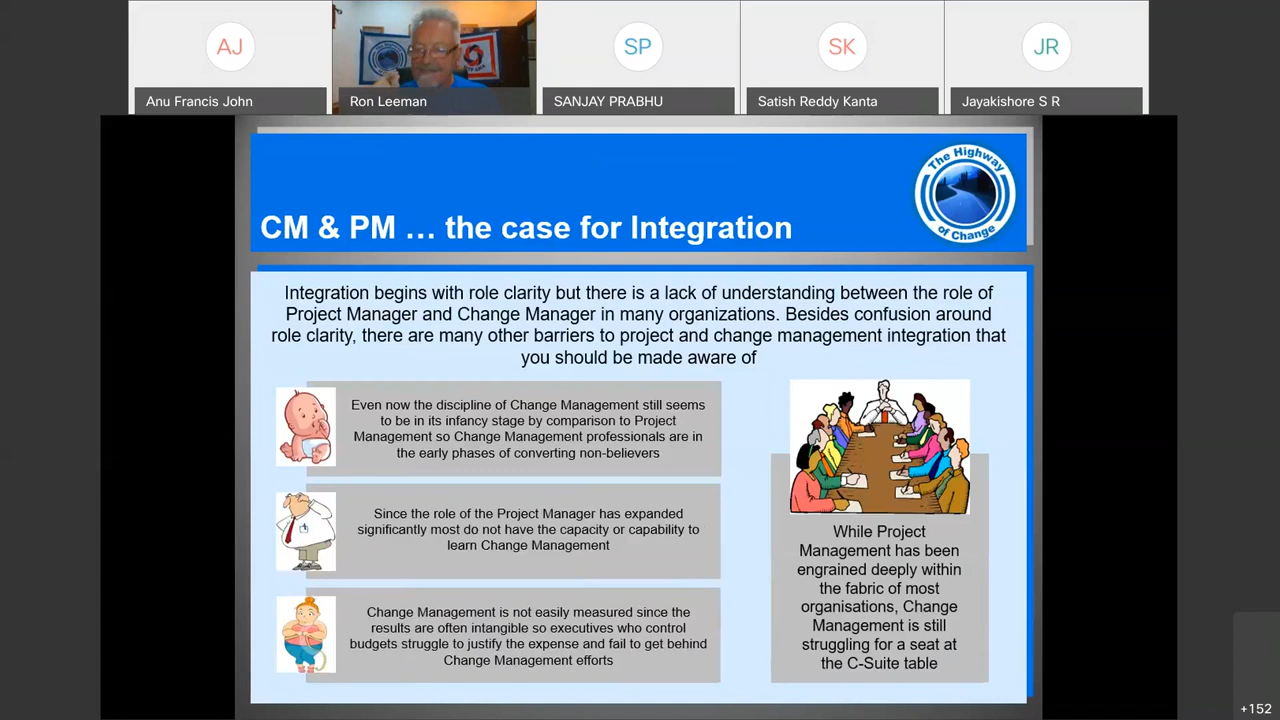 AJ
SP
SK
JR
Anu Francis John
Ron Leeman
SANJAY PRABHU
Satish Reddy Kanta
Jayakishore S R
The Highway
of Change
CM & PM … the case for Integration
Integration begins with role clarity but there is a lack of understanding between the role of
Project Manager and Change Manager in many organizations. Besides confusion around
role clarity, there are many other barriers to project and change management integration that
you should be made aware of
Even now the discipline of Change Management still seems
to be in its infancy stage by comparison to Project
Management so Change Management professionals are in
the early phases of converting non-believers
Since the role of the Project Manager has expanded
significantly most do not have the capacity or capability to
learn Change Management
Change Management is not easily measured since the
results are often intangible so executives who control
budgets struggle to justify the expense and fail to get behind
Change Management efforts
While Project
Management has been
engrained deeply within
the fabric of most
organisations, Change
Management is still
struggling for a seat at
the C-Suite table
+152